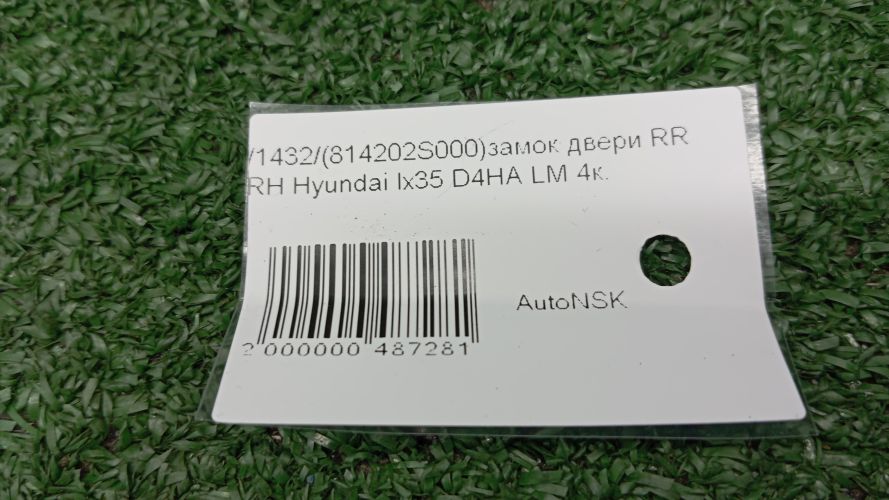 /1432/(814202S000)замок двери RR
RH Hyundai Ix35 D4HA LM 4к.
AutoNSK
2 000000 487281